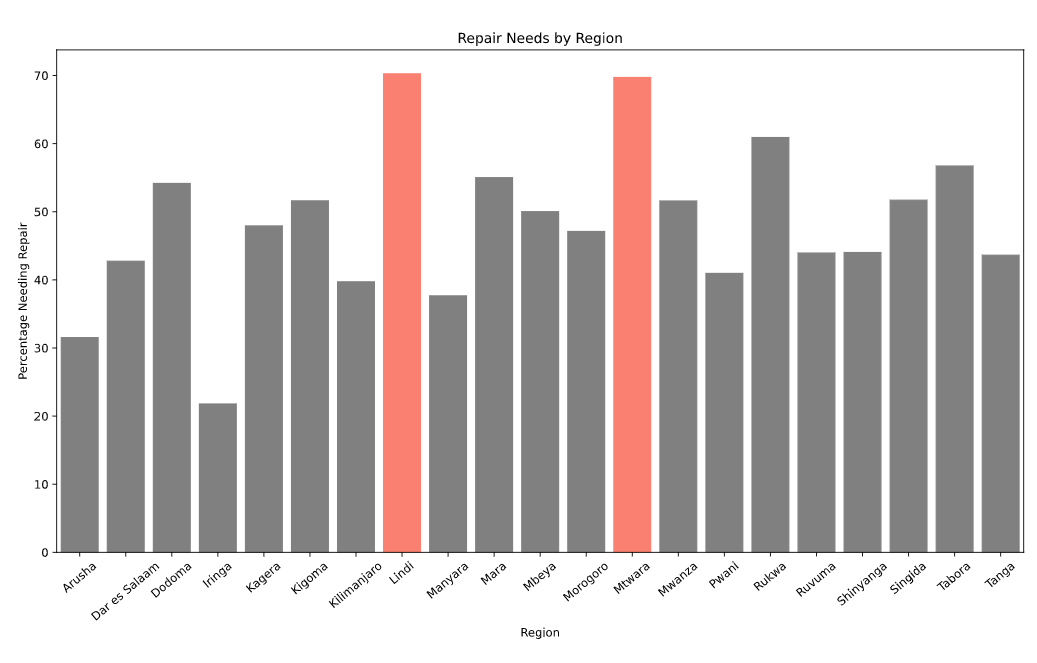 Repair Needs by Region
Percentage Needing Repair
70
60
50
40
30
20
10
0
Arusha
Dar es Salaam
Dodoma
Iringa
Kagera
Kigoma
Kilimanjaro
Lindi
Manyara
Mara
Mbeya
Morogoro
Mtwara
Mwanza
Pwani
Rukwa
Ruvuma
Shinyanga
Singida
Tabora
Tanga
Region